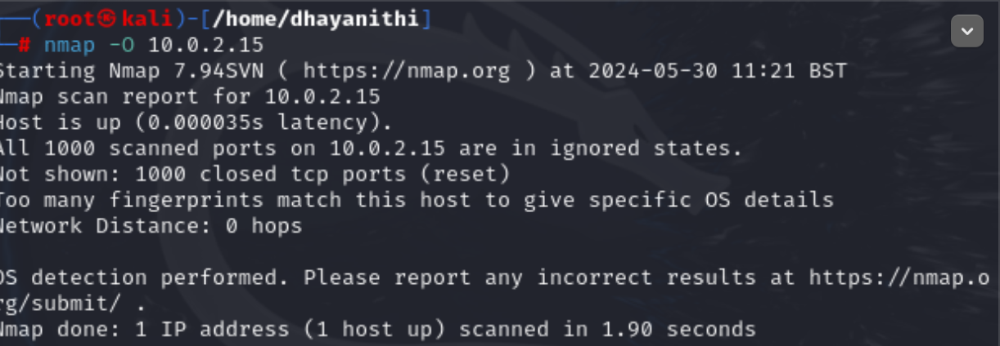 ──(root㉿kali)-[/home/dhayanithi]
─# nmap -O 10.0.2.15
Starting Nmap 7.94SVN ( https://nmap.org ) at 2024-05-30 11:21 BST
Nmap scan report for 10.0.2.15
Host is up (0.000035s latency).
All 1000 scanned ports on 10.0.2.15 are in ignored states.
Not shown: 1000 closed tcp ports (reset)
Too many fingerprints match this host to give specific OS details
Network Distance: 0 hops
OS detection performed. Please report any incorrect results at https://nmap.o
rg/submit/ .
Nmap done: 1 IP address (1 host up) scanned in 1.90 seconds